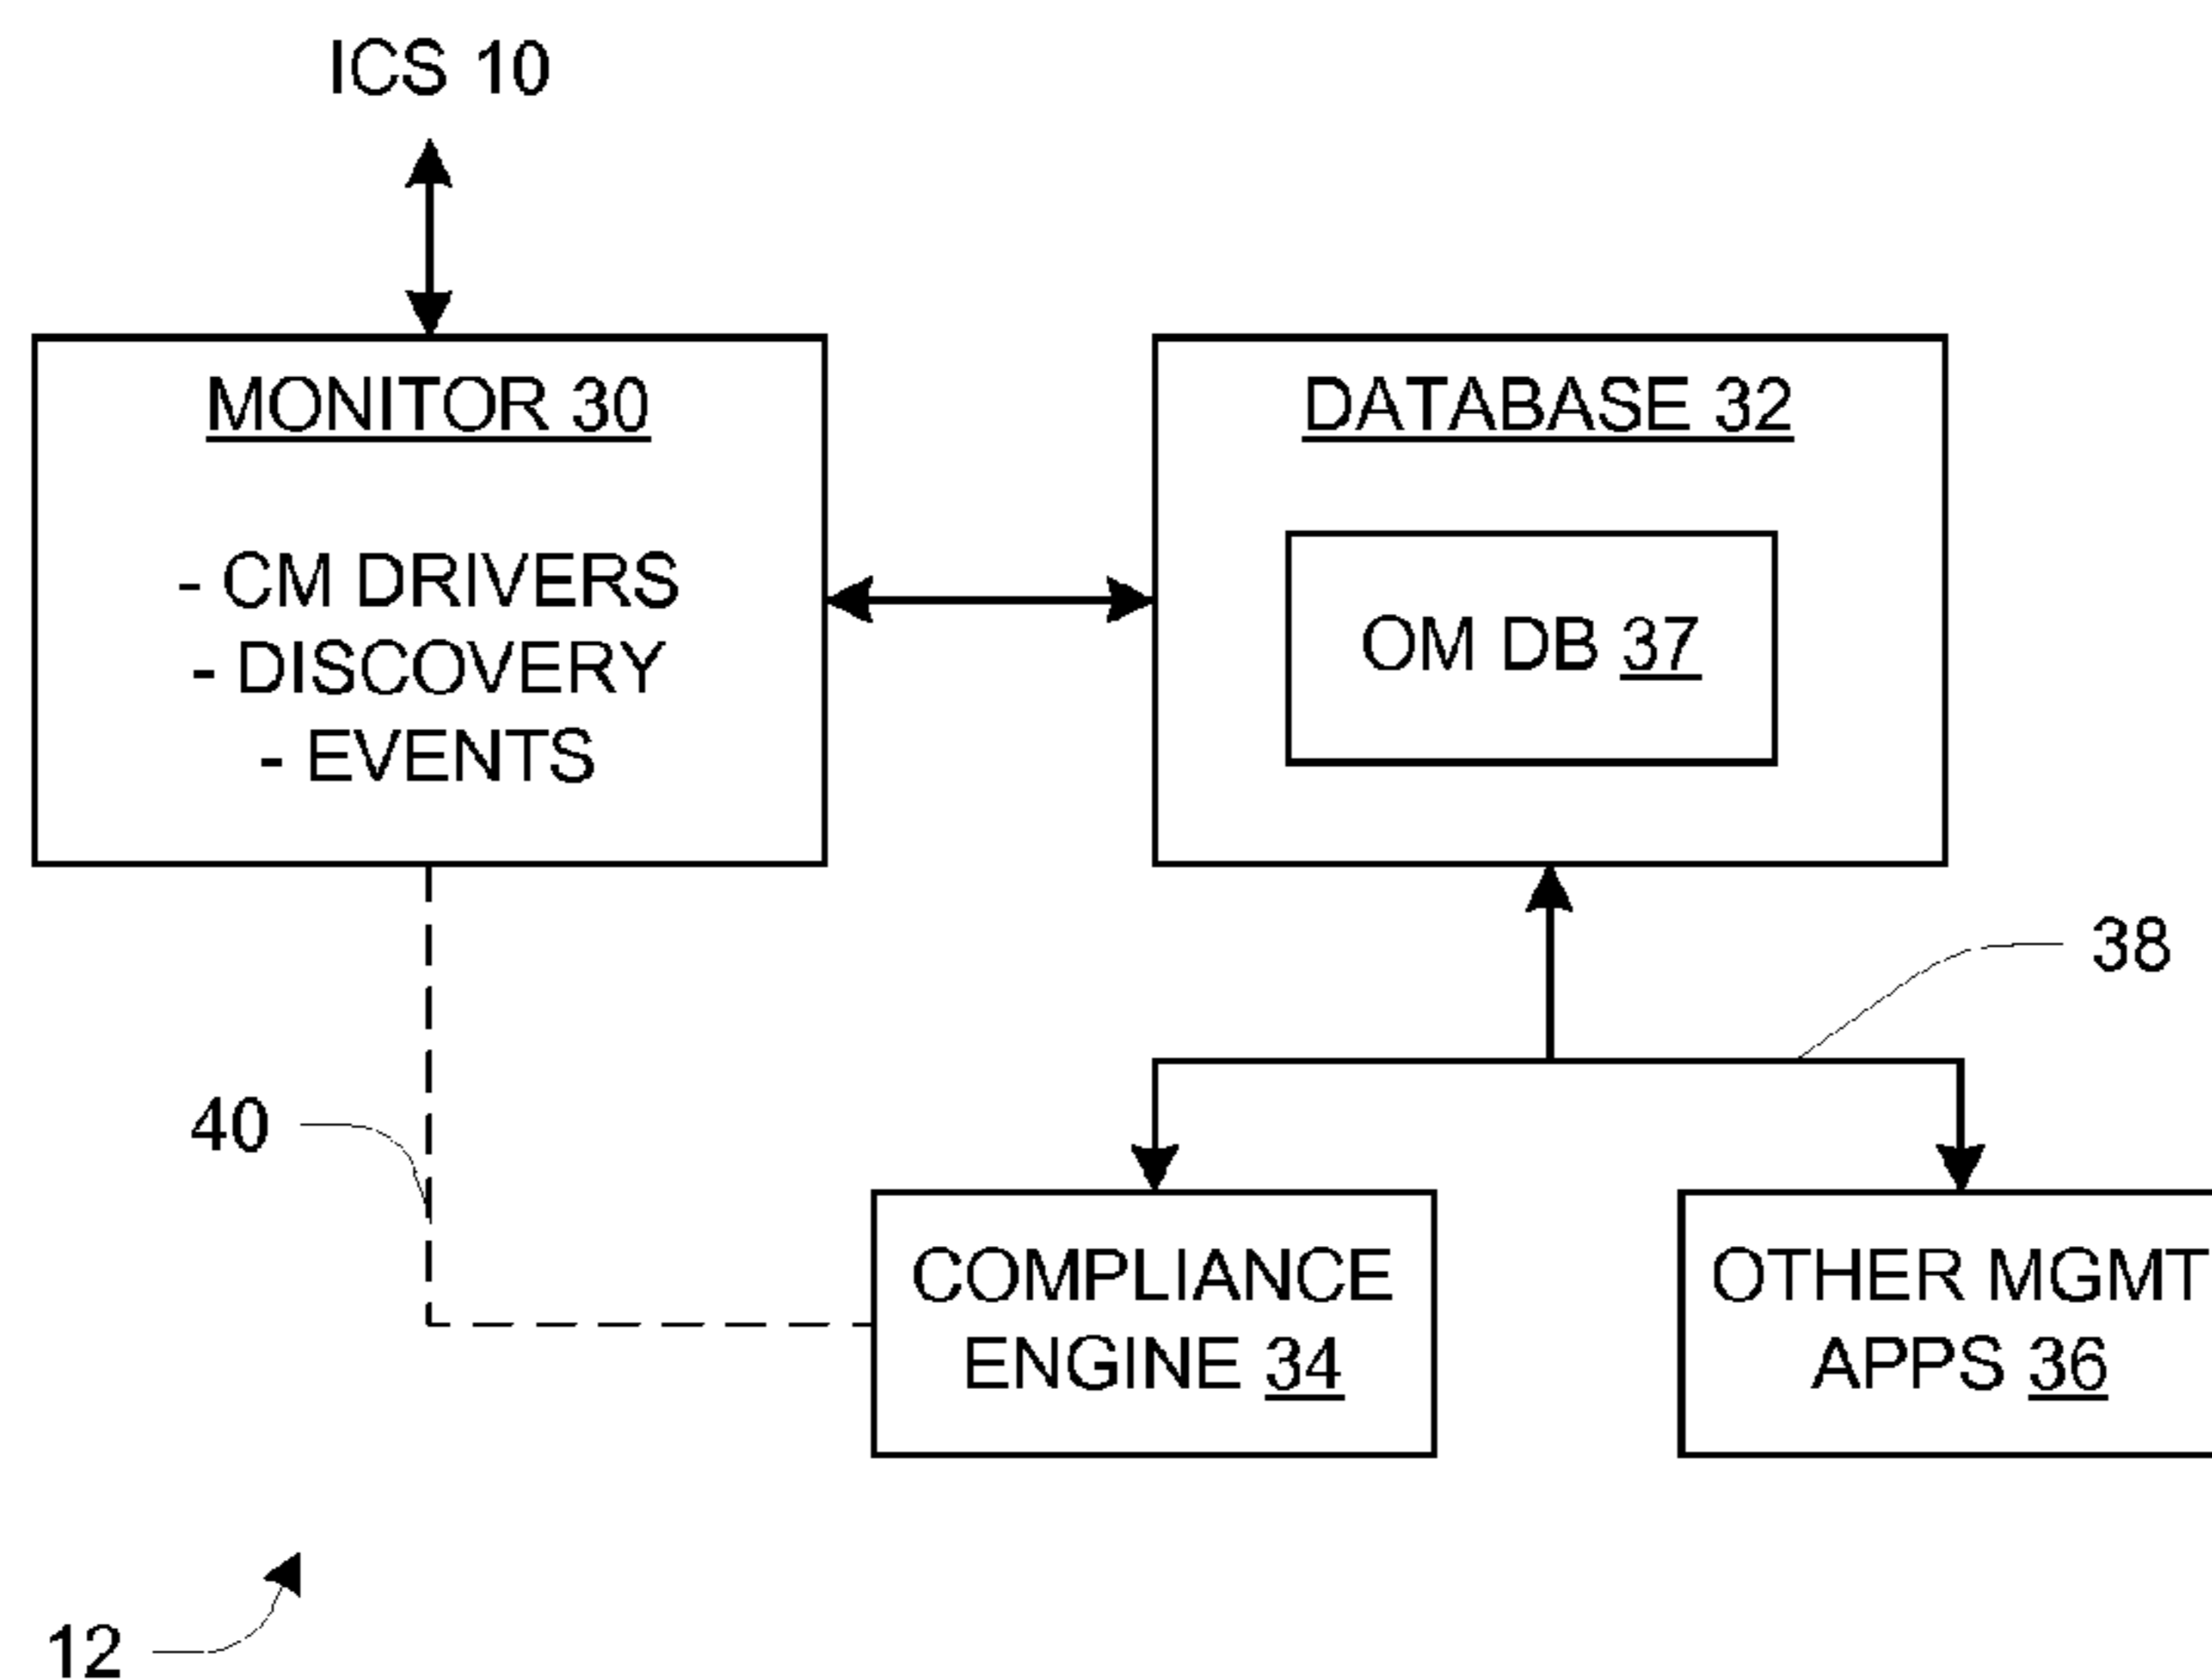 ICS 10
MONITOR 30
- CM DRIVERS
- DISCOVERY
- EVENTS
DATABASE 32
OM DB 37
38
40
COMPLIANCE
ENGINE 34
OTHER MGMT
APPS 36
12